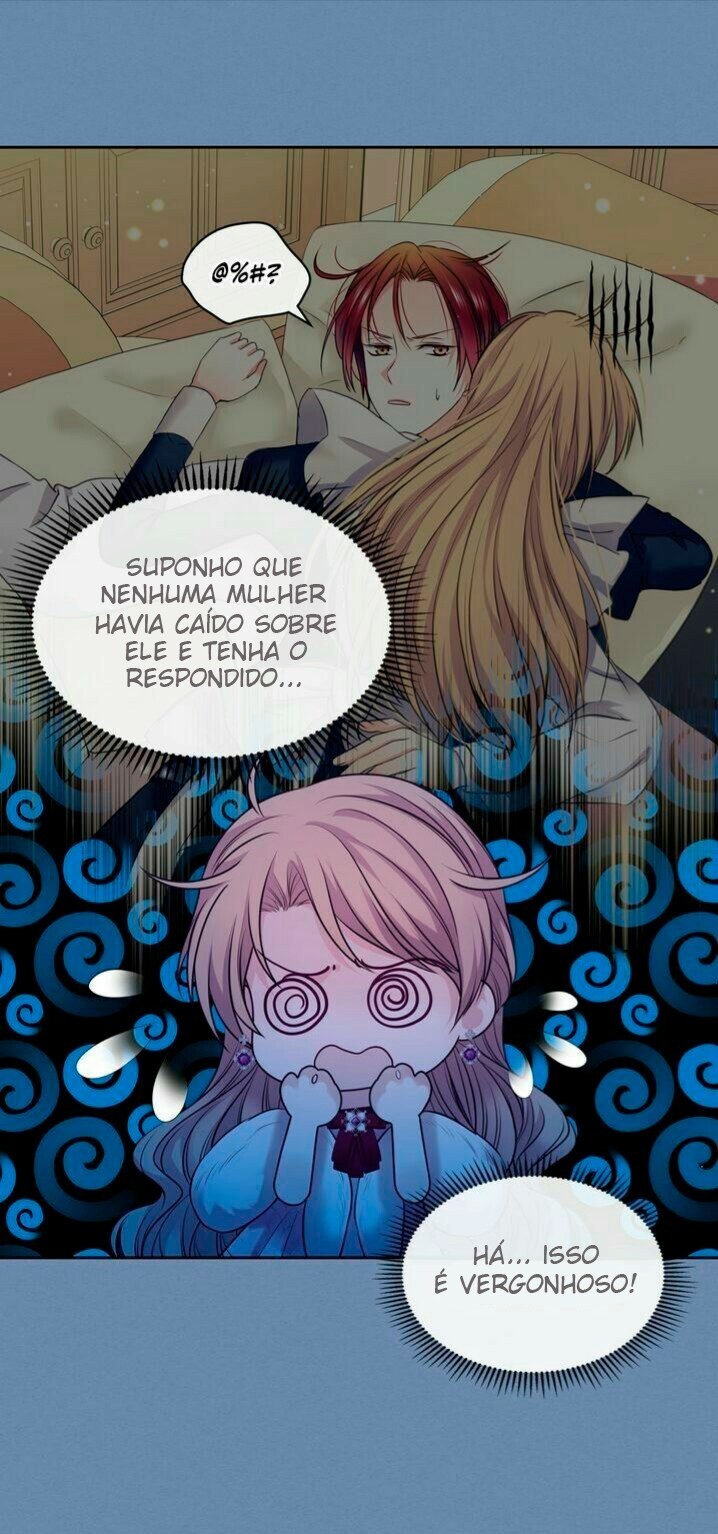 @%#?
SUPONHO QUE
NENHUMA MULHER
HAVIA CAÍDO SOBRE
ELE E TENHA O
RESPONDIDO...
HÁ... ISSO
É VERGONHOSO!